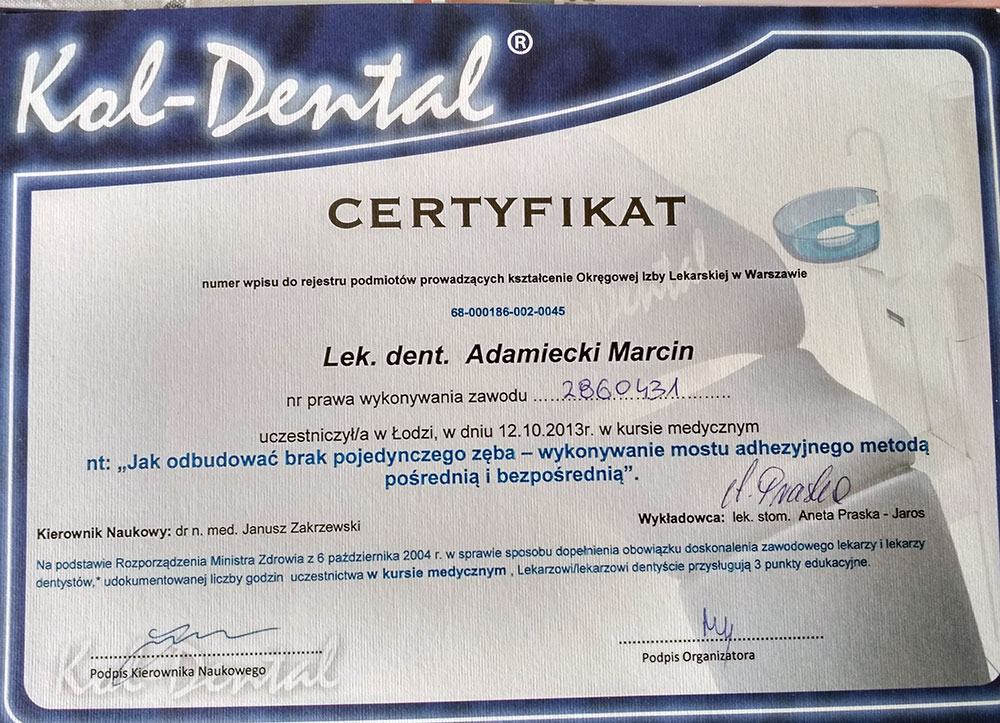 Kol-Dental®
CERTYFIKAT
numer wpisu do rejestru podmiotów prowadzących kształcenie Okręgowej Izby Lekarskiej w Warszawie
68-000186-002-0045
Lek. dent. Adamiecki Marcin
nr prawa wykonywania zawodu .....2860431.........
uczestniczył/a w Łodzi, w dniu 12.10.2013r. w kursie medycznym
nt: „Jak odbudować brak pojedynczego zęba – wykonywanie mostu adhezyjnego metodą
pośrednią i bezpośrednią”.
A. Praska
Kierownik Naukowy: dr n. med. Janusz Zakrzewski
Wykładowca: lek. stom. Aneta Praska - Jaros
Na podstawie Rozporządzenia Ministra Zdrowia z 6 października 2004 r. w sprawie sposobu dopełnienia obowiązku doskonalenia zawodowego lekarzy i lekarzy
dentystów,* udokumentowanej liczby godzin uczestnictwa w kursie medycznym , Lekarzowi/lekarzowi dentyście przysługują 3 punkty edukacyjne.
Podpis Kierownika Naukowego
Podpis Organizatora
Kol-Dental